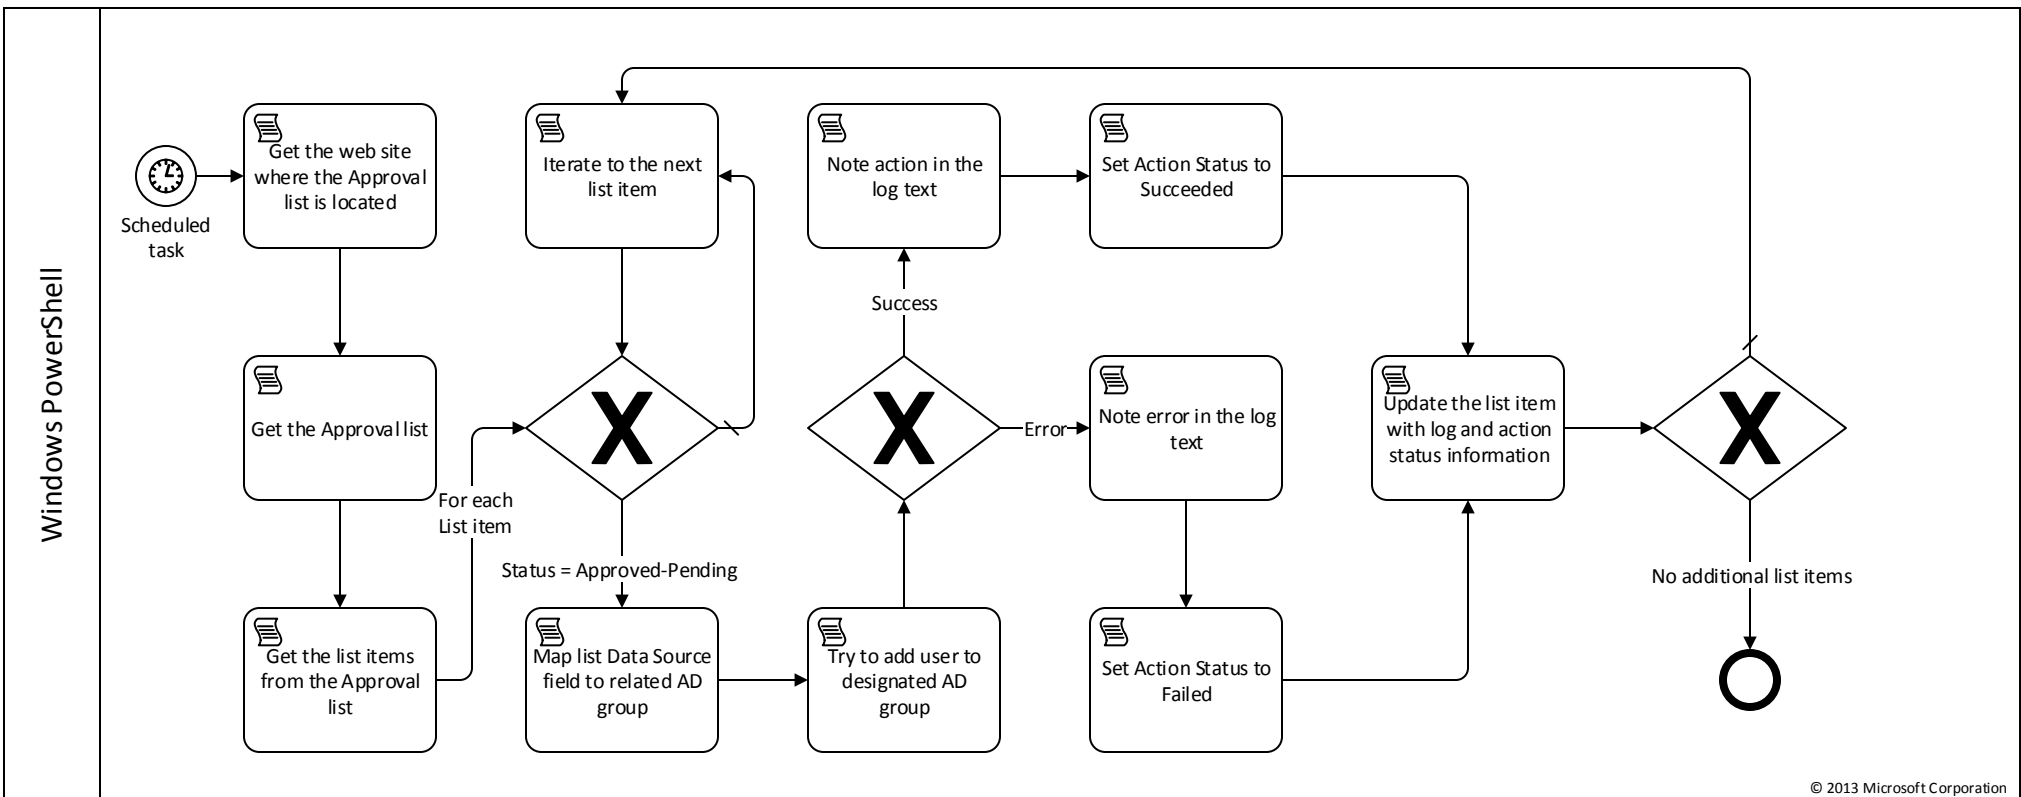 Windows PowerShell
Scheduled
task
Get the web site
where the Approval
list is located
Get the Approval list
Get the list items
from the Approval
list
For each
List item
Iterate to the next
list item
X
Status = Approved-Pending
Map list Data Source
field to related AD
group
Try to add user to
designated AD
group
X
Success
Note action in the
log text
Set Action Status to
Succeeded
Error
Note error in the log
text
Set Action Status to
Failed
Update the list item
with log and action
status information
X
No additional list items
© 2013 Microsoft Corporation